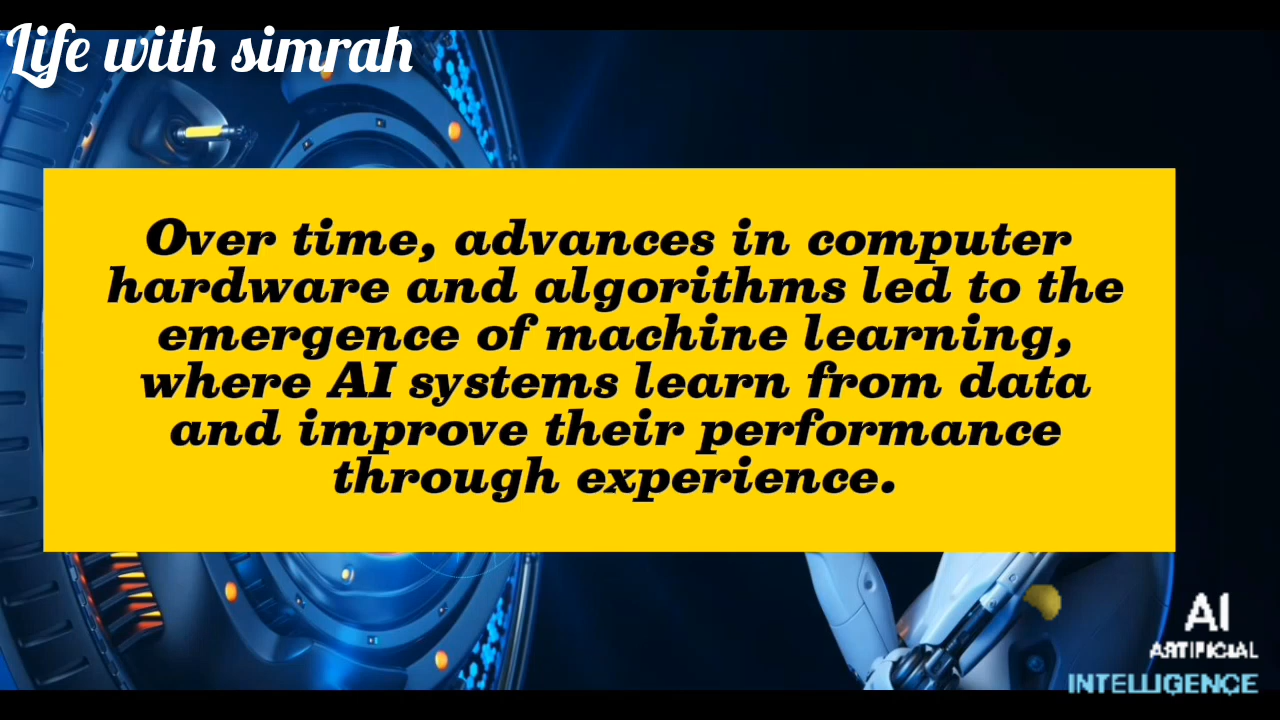 Life with simrah
Over time, advances in computer
hardware and algorithms led to the
emergence of machine learning,
where AI systems learn from data
and improve their performance
through experience.
AI
ARTIFICIAL
INTELLIGENCE